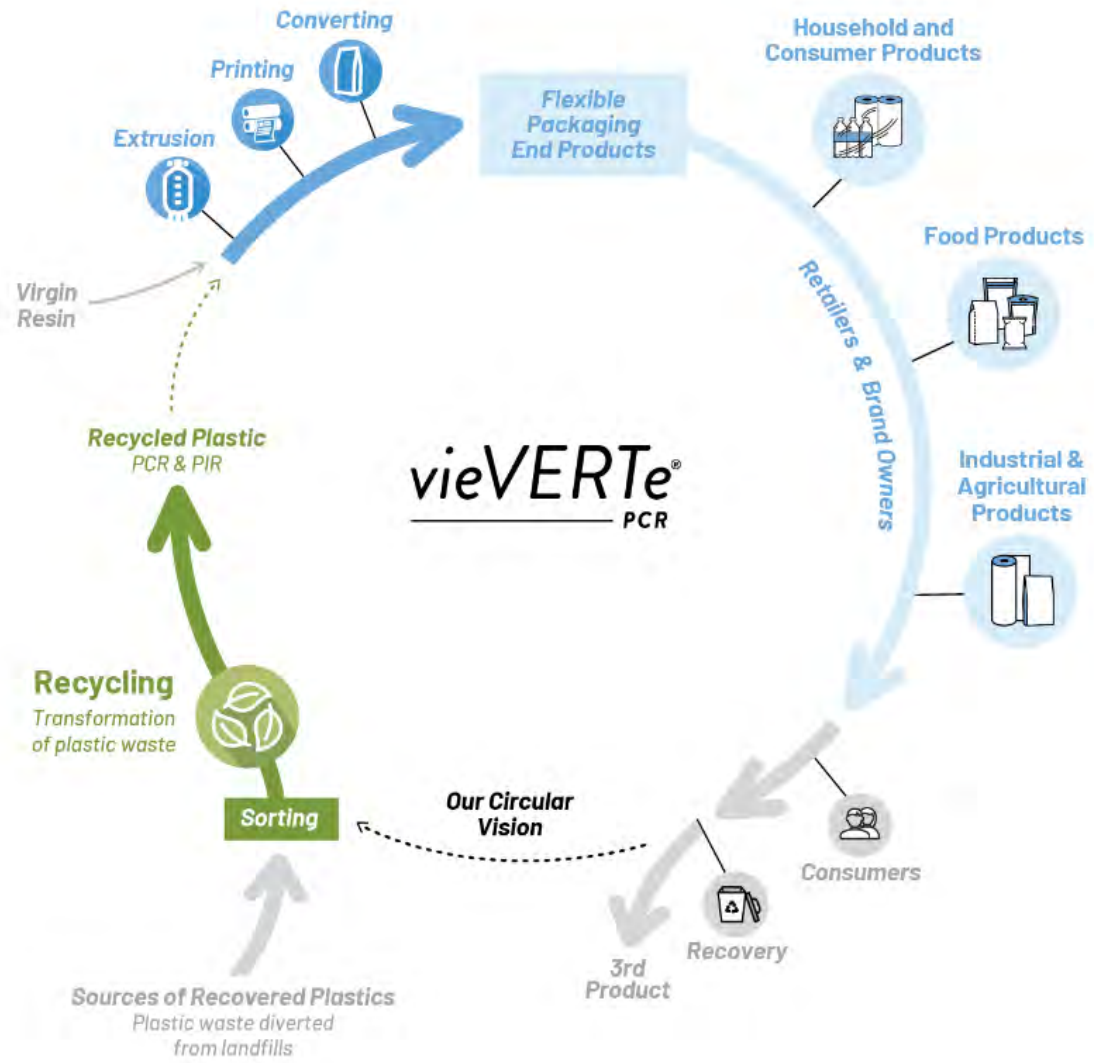 Converting
Printing
Extrusion
Flexible
Packaging
End Products
Household and
Consumer Products
Food Products
Retailers & Brand Owners
Industrial &
Agricultural
Products
Virgin
Resin
Recycled Plastic
PCR & PIR
vieVERTe®
PCR
Recycling
Transformation
of plastic waste
Sorting
Our Circular
Vision
Consumers
Recovery
3rd
Product
Sources of Recovered Plastics
Plastic waste diverted
from landfills